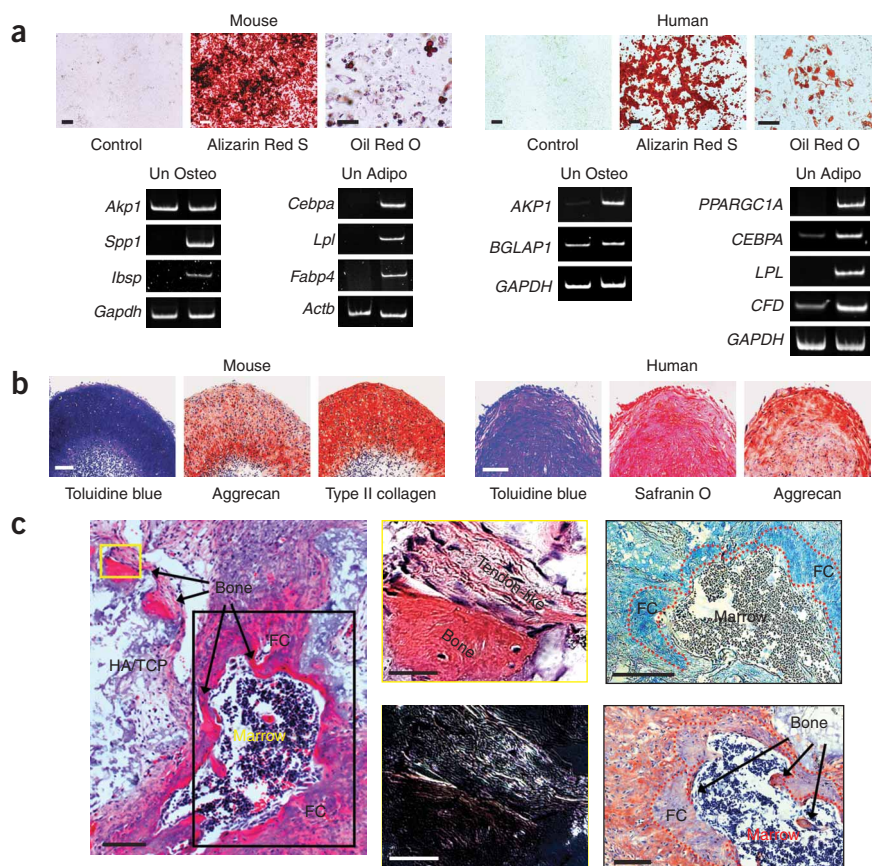 a
Mouse
Human
Control
Alizarin Red S
Oil Red O
Control
Alizarin Red S
Oil Red O
Un Osteo
Akp1
Spp1
Ibsp
Gapdh
Un Adipo
Cebpa
Lpl
Fabp4
Actb
Un Osteo
AKP1
BGLAP1
GAPDH
Un Adipo
PPARGC1A
CEBPA
LPL
CFD
GAPDH
b
Mouse
Human
Toluidine blue
Aggrecan
Type II collagen
Toluidine blue
Safranin O
Aggrecan
c
Bone
FC
HA/TCP
Marrow
FC
Tendon-like
Bone
FC
FC
Marrow
Bone
FC
Marrow